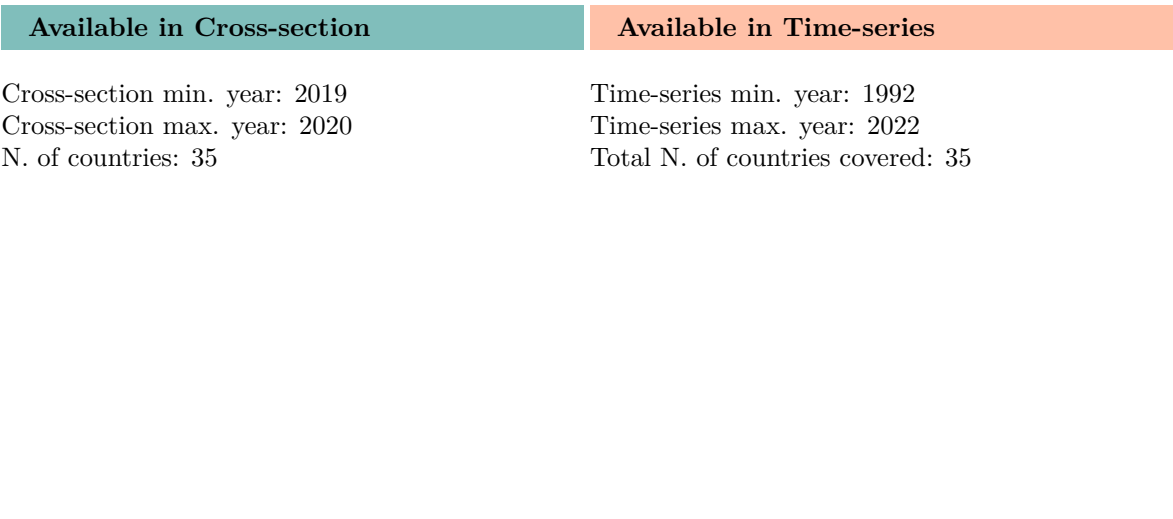 Available in Cross-section
Cross-section min. year: 2019
Cross-section max. year: 2020
N. of countries: 35
Available in Time-series
Time-series min. year: 1992
Time-series max. year: 2022
Total N. of countries covered: 35